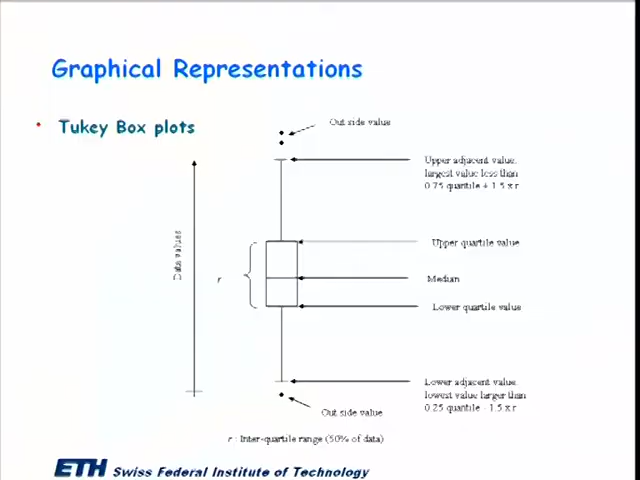 Graphical Representations
• Tukey Box plots
Out side value
Upper adjacent value,
largest value less than
0.75 quartile + 1.5 x r
Data values
Upper quartile value
r
Median
Lower quartile value
Lower adjacent value,
lowest value larger than
0.25 quartile - 1.5 x r
Out side value
r : Inter-quartile range (50% of data)
ETH Swiss Federal Institute of Technology